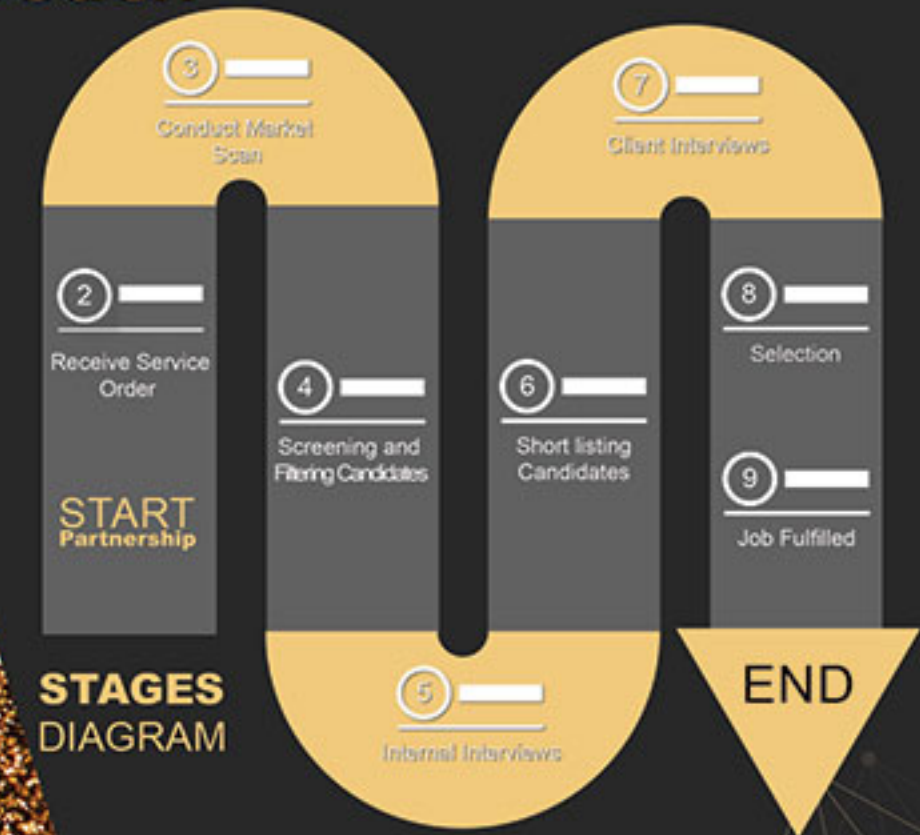 3
Conduct Market
Scan
7
Client Interviews
2
Receive Service
Order
8
Selection
4
Screening and
Filtering Candidates
6
Short listing
Candidates
9
Job Fulfilled
START
Partnership
STAGES
DIAGRAM
5
Internal Interviews
END